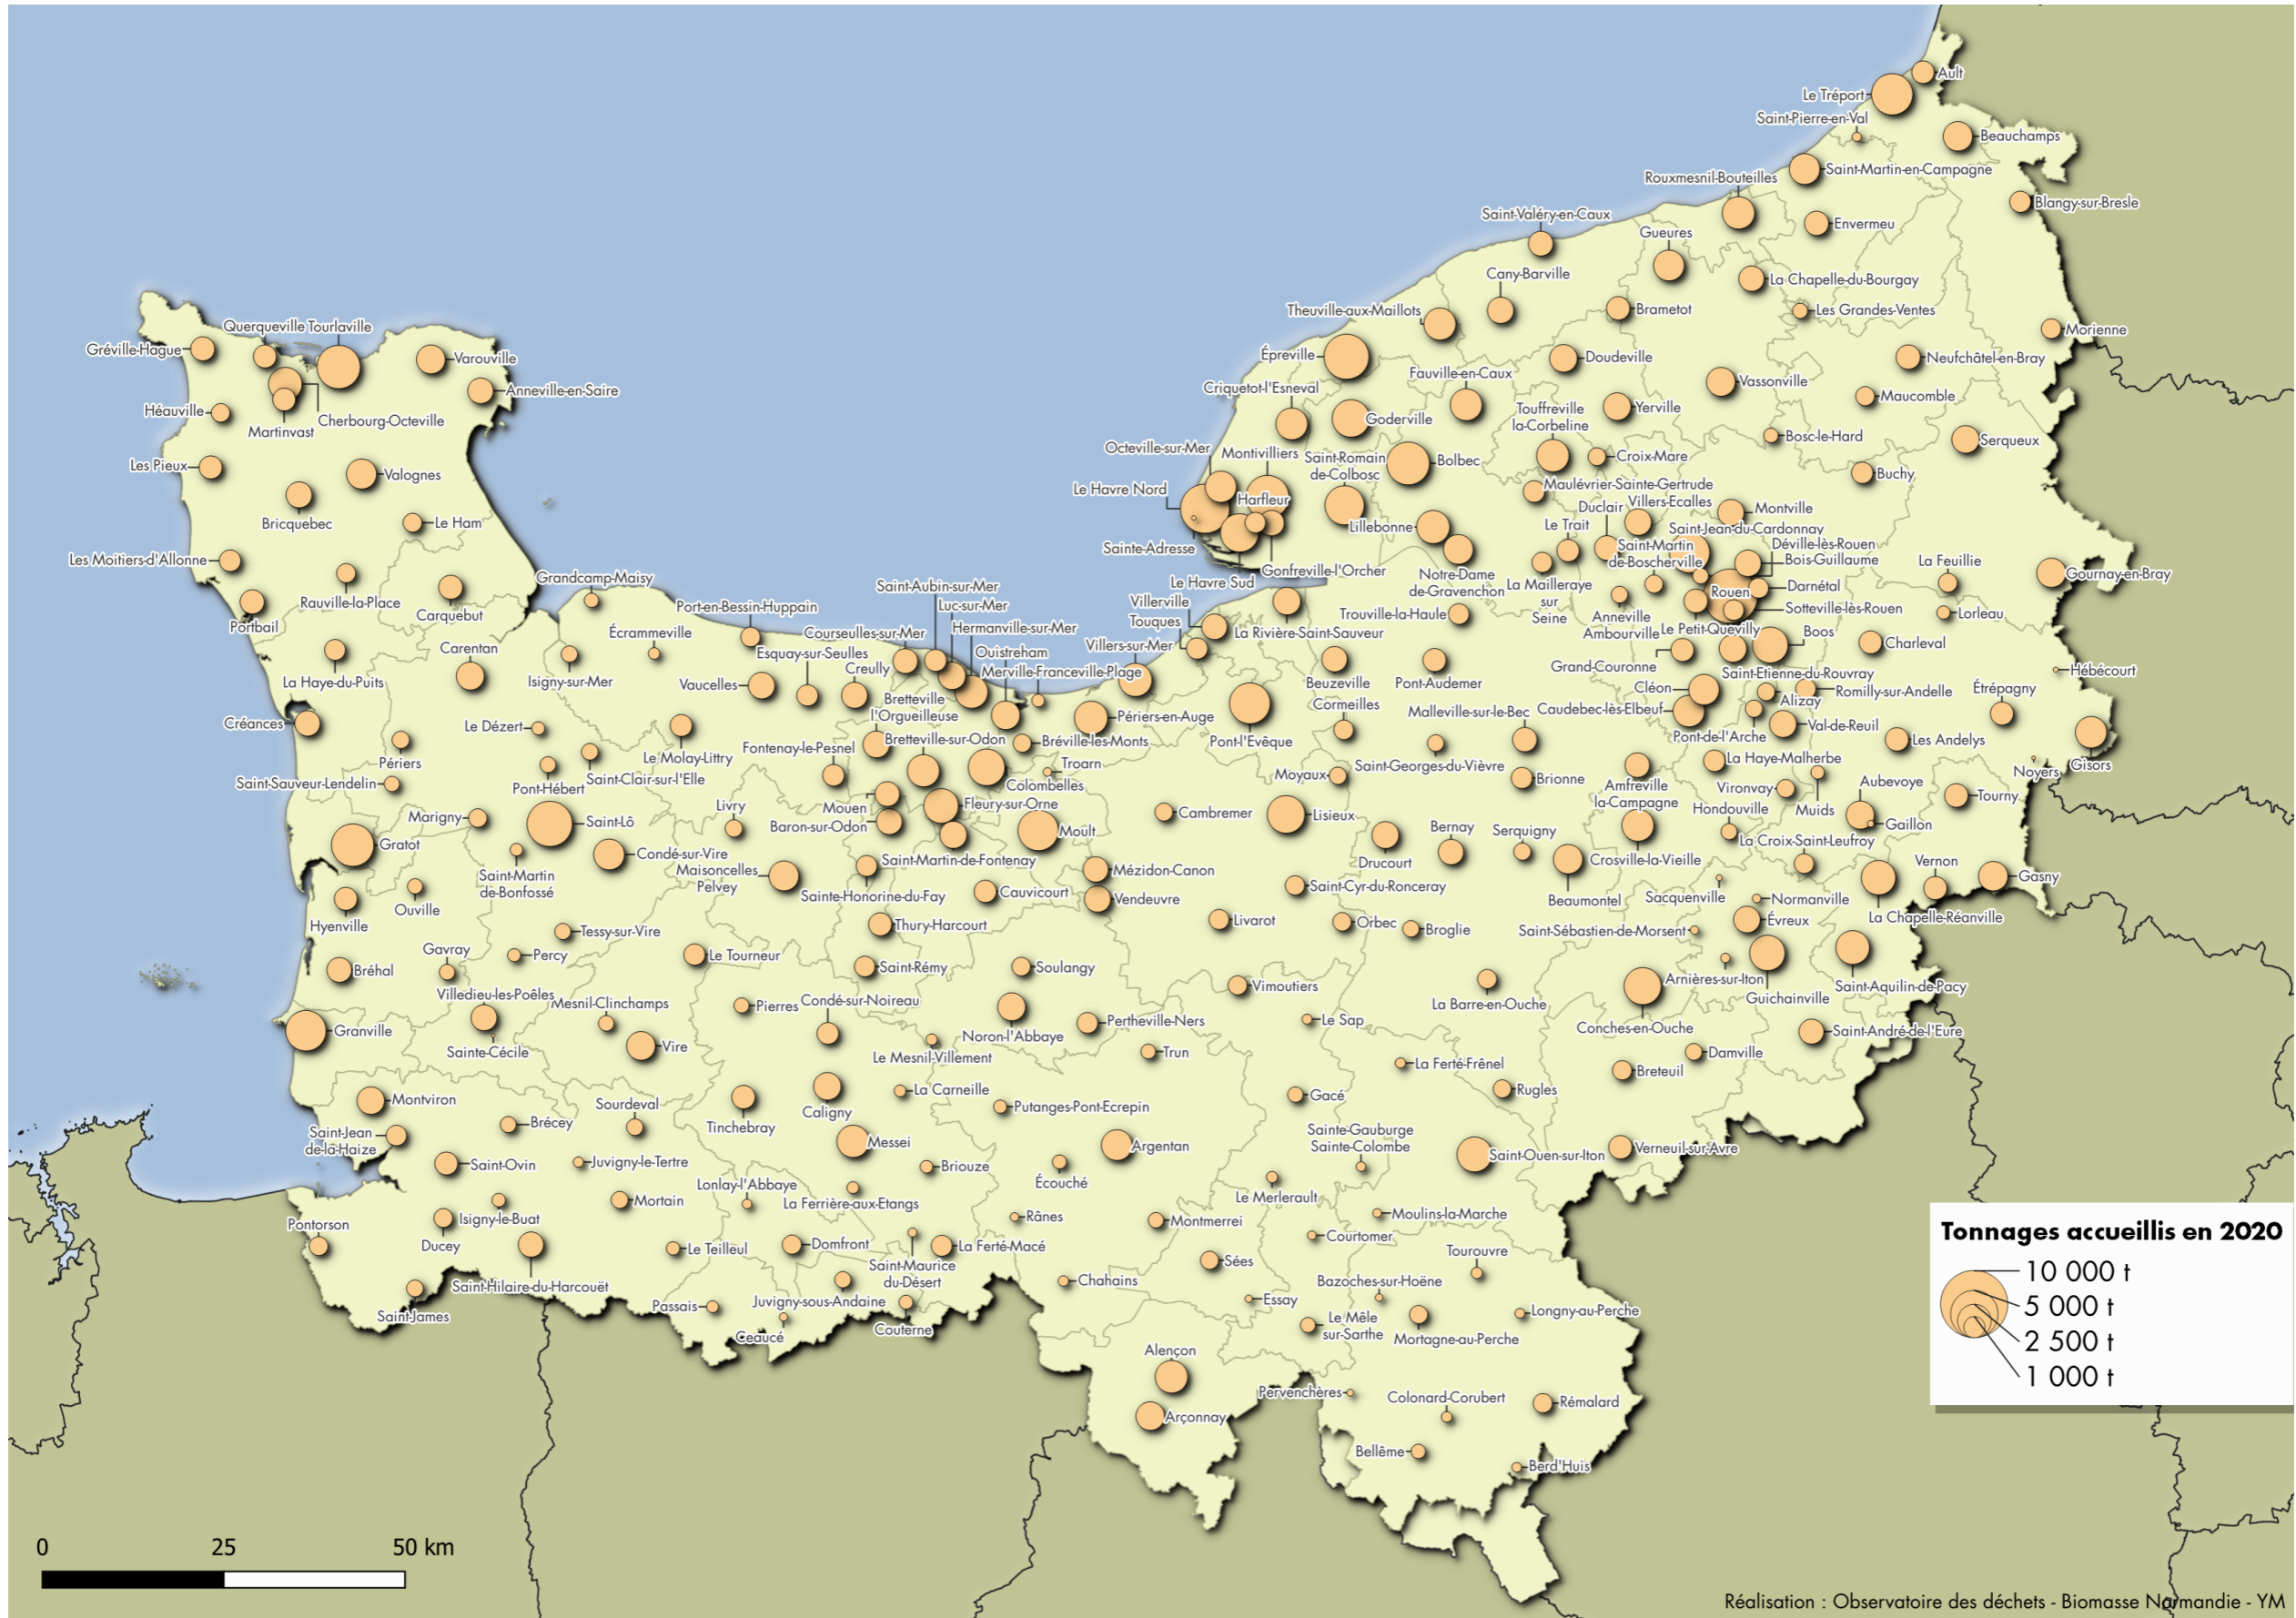 Ault
Le Tréport
Saint-Pierre-en-Val
Beauchamps
Saint-Martin-en-Campagne
Rouxmesnil-Bouteilles
Blangy-sur-Bresle
Saint-Valéry-en-Caux
Envermeu
Gueures
Cany-Barville
La Chapelle-du-Bourgay
Theuville-aux-Maillots
Brametot
Les Grandes-Ventes
Querqueville
Tourlaville
Morienne
Gréville-Hague
Varouville
Épreville
Doudeville
Neufchâtel-en-Bray
Fauville-en-Caux
Vassonville
Anneville-en-Saire
Criquetot-l'Esneval
Maucomble
Héauville
Cherbourg-Octeville
Martinvast
Goderville
Touffreville
la-Corbeline
Yerville
Bosc-le-Hard
Serqueux
Octeville-sur-Mer
Montivilliers
Saint-Romain
de-Colbosc
Bolbec
Croix-Mare
Les Pieux
Valognes
Buchy
Le Havre Nord
Harfleur
Maulévrier-Sainte-Gertrude
Villers-Ecalles
Duclair
Montville
Bricquebec
Le Ham
Lillebonne
Le Trait
Saint-Jean-du-Cardonnay
Sainte-Adresse
Saint-Martin
de-Boscherville
Déville-lès-Rouen
Bois-Guillaume
Les Moitiers-d'Allonne
Gonfreville-l'Orcher
Le Havre Sud
Notre-Dame
de-Gravenchon
La Mailleraye
sur
Seine
La Feuillie
Gournay-en-Bray
Grandcamp-Maisy
Saint-Aubin-sur-Mer
Darnétal
Rouen
Rauville-la-Place
Carquebut
Port-en-Bessin-Huppain
Luc-sur-Mer
Villerville
Trouville-la-Haule
Anneville
Ambourville
Sotteville-lès-Rouen
Lorleau
Portbail
Écrammeville
Courseulles-sur-Mer
Hermanville-sur-Mer
Touques
La Rivière-Saint-Sauveur
Le Petit-Quevilly
Boos
Charleval
Carentan
Esquay-sur-Seulles
Ouistreham
Villers-sur-Mer
Creully
Merville-Franceville-Plage
Grand-Couronne
Saint-Etienne-du-Rouvray
Hébécourt
La Haye-du-Puits
Isigny-sur-Mer
Vaucelles
Beuzeville
Pont-Audemer
Cléon
Romilly-sur-Andelle
Étrépagny
Bretteville
l'Orgueilleuse
Cormeilles
Alizay
Créances
Le Dézert
Périers-en-Auge
Malleville-sur-le-Bec
Caudebec-lès-Elbeuf
Val-de-Reuil
Pont-de-l'Arche
Les Andelys
Périers
Le Molay-Littry
Fontenay-le-Pesnel
Bretteville-sur-Odon
Bréville-les-Monts
Pont-l'Evêque
La Haye-Malherbe
Saint-Clair-sur-l'Elle
Troarn
Saint-Georges-du-Vièvre
Noyers
Gisors
Saint-Sauveur-Lendelin
Pont-Hébert
Colombelles
Moyaux
Brionne
Amfreville
la-Campagne
Vironvay
Muids
Aubevoye
Tourny
Livry
Mouen
Fleury-sur-Orne
Hondouville
Marigny
Saint-Lô
Baron-sur-Odon
Moult
Cambremer
Lisieux
Bernay
Serquigny
Gaillon
Gratot
Condé-sur-Vire
Saint-Martin-de-Fontenay
Drucourt
Crosville-la-Vieille
La Croix-Saint-Leufroy
Vernon
Saint-Martin
de-Bonfossé
Maisoncelles
Pelvey
Mézidon-Canon
Gasny
Ouville
Sainte-Honorine-du-Fay
Cauvicourt
Vendeuvre
Saint-Cyr-du-Ronceray
Beaumontel
Sacquenville
Normanville
La Chapelle-Réanville
Hyenville
Tessy-sur-Vire
Thury-Harcourt
Livarot
Orbec
Broglie
Saint-Sébastien-de-Morsent
Évreux
Gavray
Percy
Le Tourneur
Bréhal
Saint-Rémy
Soulangy
Arnières-sur-Iton
Villedieu-les-Poêles
Mesnil-Clinchamps
Pierres
Condé-sur-Noireau
Vimoutiers
La Barre-en-Ouche
Guichainville
Saint-Aquilin-de-Pacy
Granville
Sainte-Cécile
Noron-l'Abbaye
Pertheville-Ners
Le Sap
Conches-en-Ouche
Saint-André-de-l'Eure
Vire
Le Mesnil-Villement
Trun
Damville
La Ferté-Frênel
Breteuil
Montviron
Sourdeval
Caligny
La Carneille
Gacé
Rugles
Brécey
Tinchebray
Putanges-Pont-Ecrepin
Saint-Jean
de-la-Haize
Messei
Argentan
Sainte-Gauburge
Sainte-Colombe
Verneuil-sur-Avre
Saint-Ovin
Juvigny-le-Tertre
Briouze
Écouché
Saint-Ouen-sur-Iton
Lonlay-l'Abbaye
Mortain
La Ferrière-aux-Etangs
Le Merlerault
Pontorson
Isigny-le-Buat
Rânes
Montmerrei
Moulins-la-Marche
Ducey
Le Teilleul
Domfront
La Ferté-Macé
Courtomer
Sées
Tourouvre
Saint-Maurice
du-Désert
Saint-Hilaire-du-Harcouët
Chahains
Bazoches-sur-Hoëne
Saint-James
Passais
Juvigny-sous-Andaine
Essay
Longny-au-Perche
Ceaucé
Couterne
Le Mêle
sur-Sarthe
Mortagne-au-Perche
Alençon
Pervenchères
Colonard-Corubert
Rémalard
Arçonnay
Bellême
Berd'Huis
Tonnages accueillis en 2020
10 000 t
5 000 t
2 500 t
1 000 t
0 25 50 km
Réalisation : Observatoire des déchets - Biomasse Normandie - YM